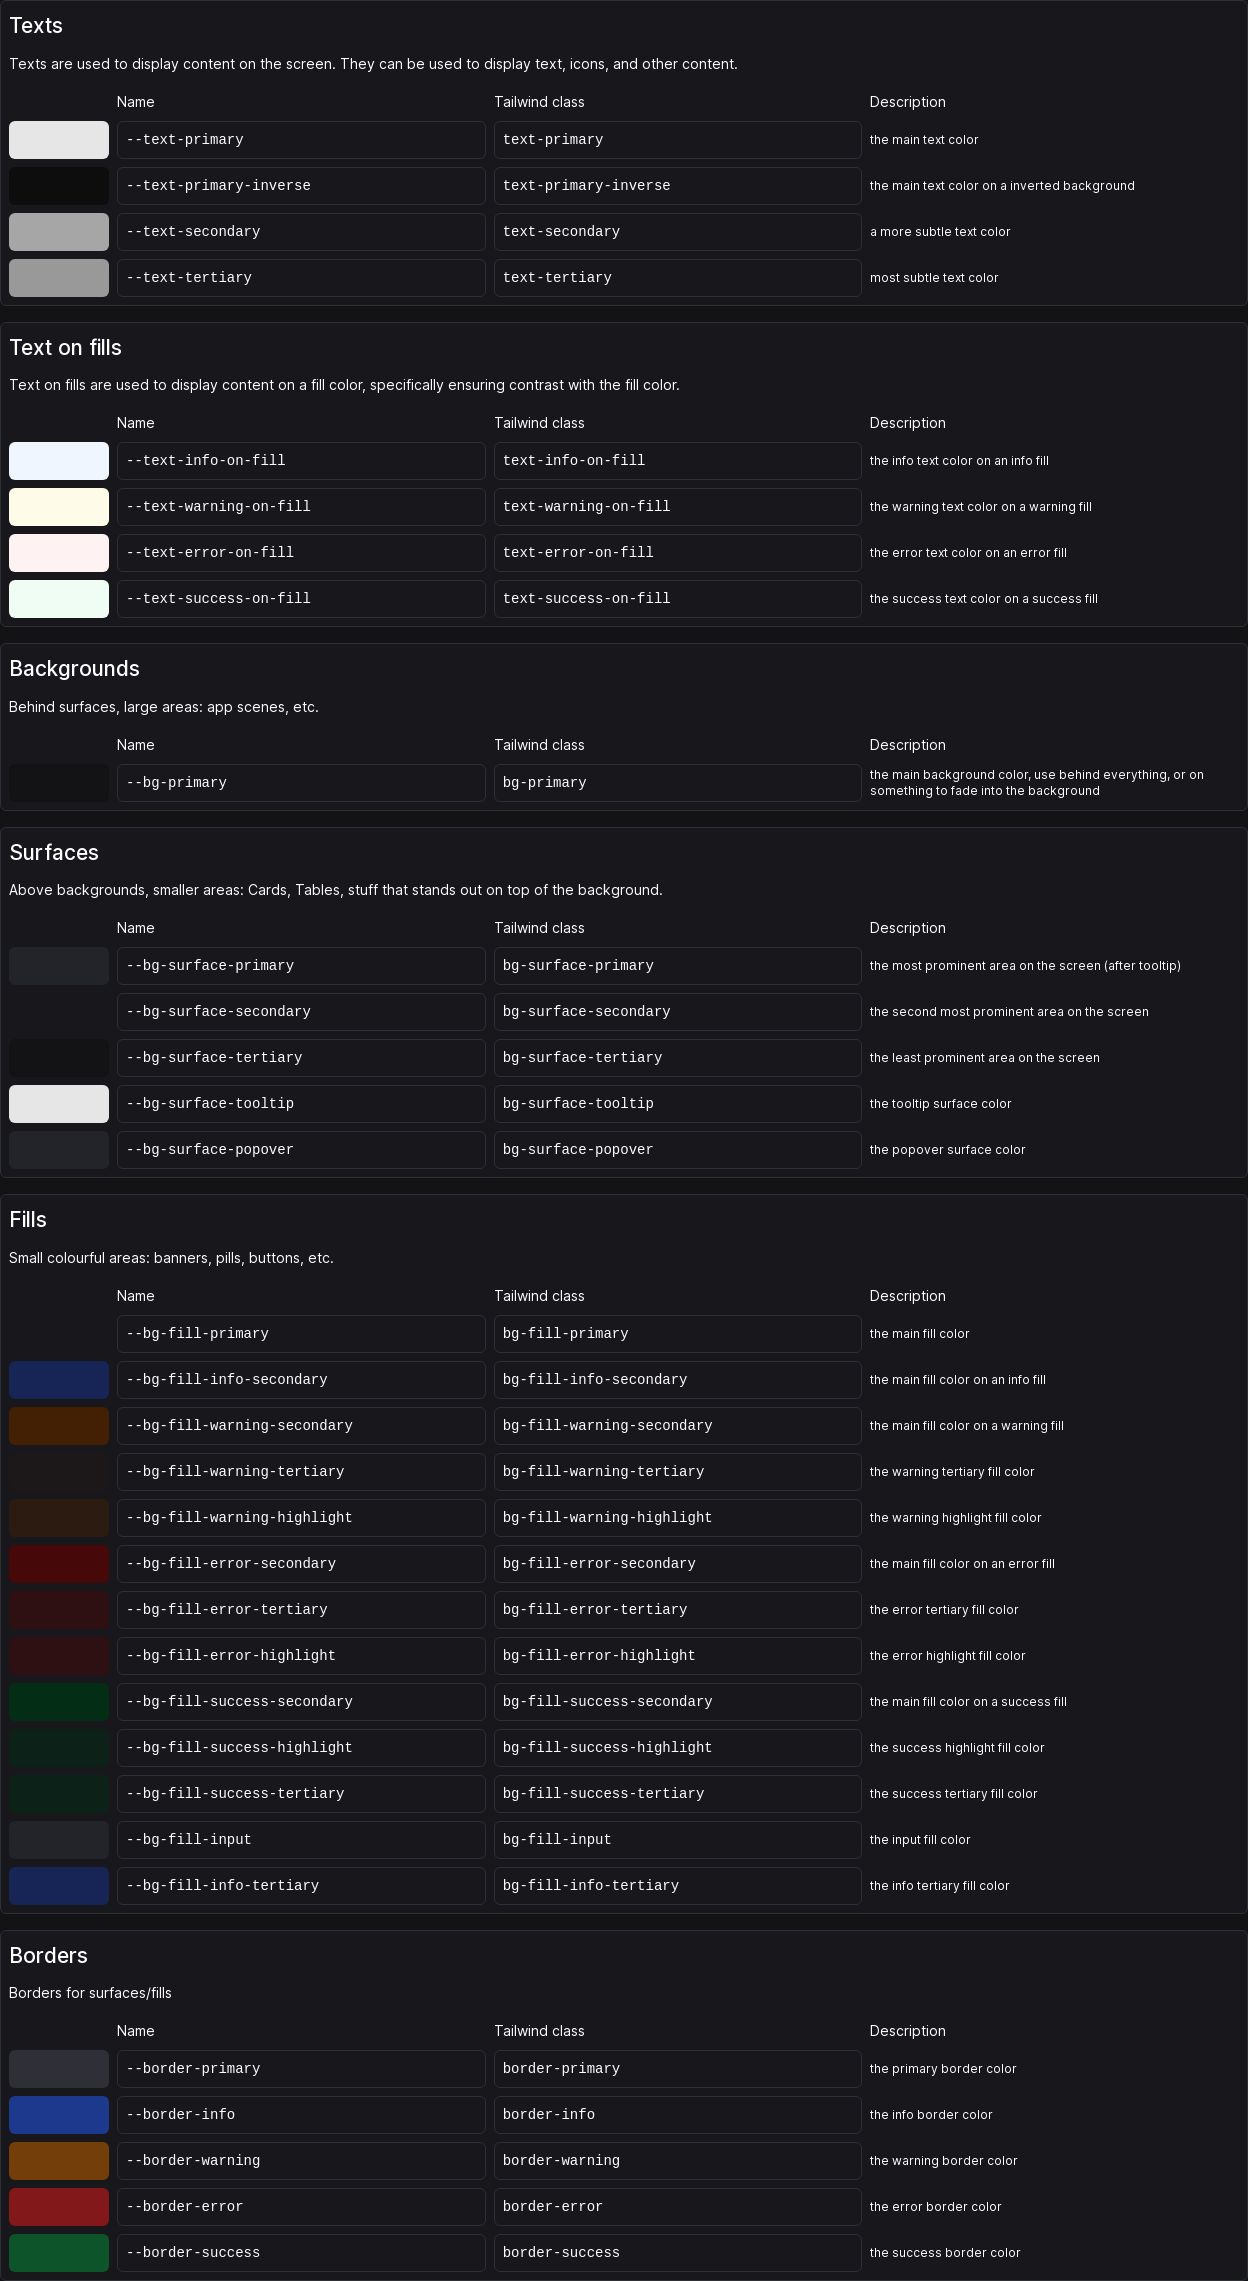 Texts
Texts are used to display content on the screen. They can be used to display text, icons, and other content.
Name Tailwind class Description
--text-primary text-primary the main text color
--text-primary-inverse text-primary-inverse the main text color on a inverted background
--text-secondary text-secondary a more subtle text color
--text-tertiary text-tertiary most subtle text color
Text on fills
Text on fills are used to display content on a fill color, specifically ensuring contrast with the fill color.
Name Tailwind class Description
--text-info-on-fill text-info-on-fill the info text color on an info fill
--text-warning-on-fill text-warning-on-fill the warning text color on a warning fill
--text-error-on-fill text-error-on-fill the error text color on an error fill
--text-success-on-fill text-success-on-fill the success text color on a success fill
Backgrounds
Behind surfaces, large areas: app scenes, etc.
Name Tailwind class Description
--bg-primary bg-primary the main background color, use behind everything, or on
something to fade into the background
Surfaces
Above backgrounds, smaller areas: Cards, Tables, stuff that stands out on top of the background.
Name Tailwind class Description
--bg-surface-primary bg-surface-primary the most prominent area on the screen (after tooltip)
--bg-surface-secondary bg-surface-secondary the second most prominent area on the screen
--bg-surface-tertiary bg-surface-tertiary the least prominent area on the screen
--bg-surface-tooltip bg-surface-tooltip the tooltip surface color
--bg-surface-popover bg-surface-popover the popover surface color
Fills
Small colourful areas: banners, pills, buttons, etc.
Name Tailwind class Description
--bg-fill-primary bg-fill-primary the main fill color
--bg-fill-info-secondary bg-fill-info-secondary the main fill color on an info fill
--bg-fill-warning-secondary bg-fill-warning-secondary the main fill color on a warning fill
--bg-fill-warning-tertiary bg-fill-warning-tertiary the warning tertiary fill color
--bg-fill-warning-highlight bg-fill-warning-highlight the warning highlight fill color
--bg-fill-error-secondary bg-fill-error-secondary the main fill color on an error fill
--bg-fill-error-tertiary bg-fill-error-tertiary the error tertiary fill color
--bg-fill-error-highlight bg-fill-error-highlight the error highlight fill color
--bg-fill-success-secondary bg-fill-success-secondary the main fill color on a success fill
--bg-fill-success-highlight bg-fill-success-highlight the success highlight fill color
--bg-fill-success-tertiary bg-fill-success-tertiary the success tertiary fill color
--bg-fill-input bg-fill-input the input fill color
--bg-fill-info-tertiary bg-fill-info-tertiary the info tertiary fill color
Borders
Borders for surfaces/fills
Name Tailwind class Description
--border-primary border-primary the primary border color
--border-info border-info the info border color
--border-warning border-warning the warning border color
--border-error border-error the error border color
--border-success border-success the success border color